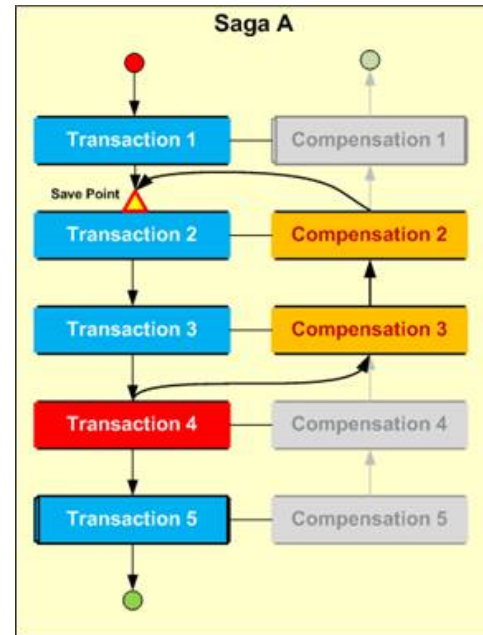 Saga A
Transaction 1
Compensation 1
Save Point
Transaction 2
Compensation 2
Transaction 3
Compensation 3
Transaction 4
Compensation 4
Transaction 5
Compensation 5